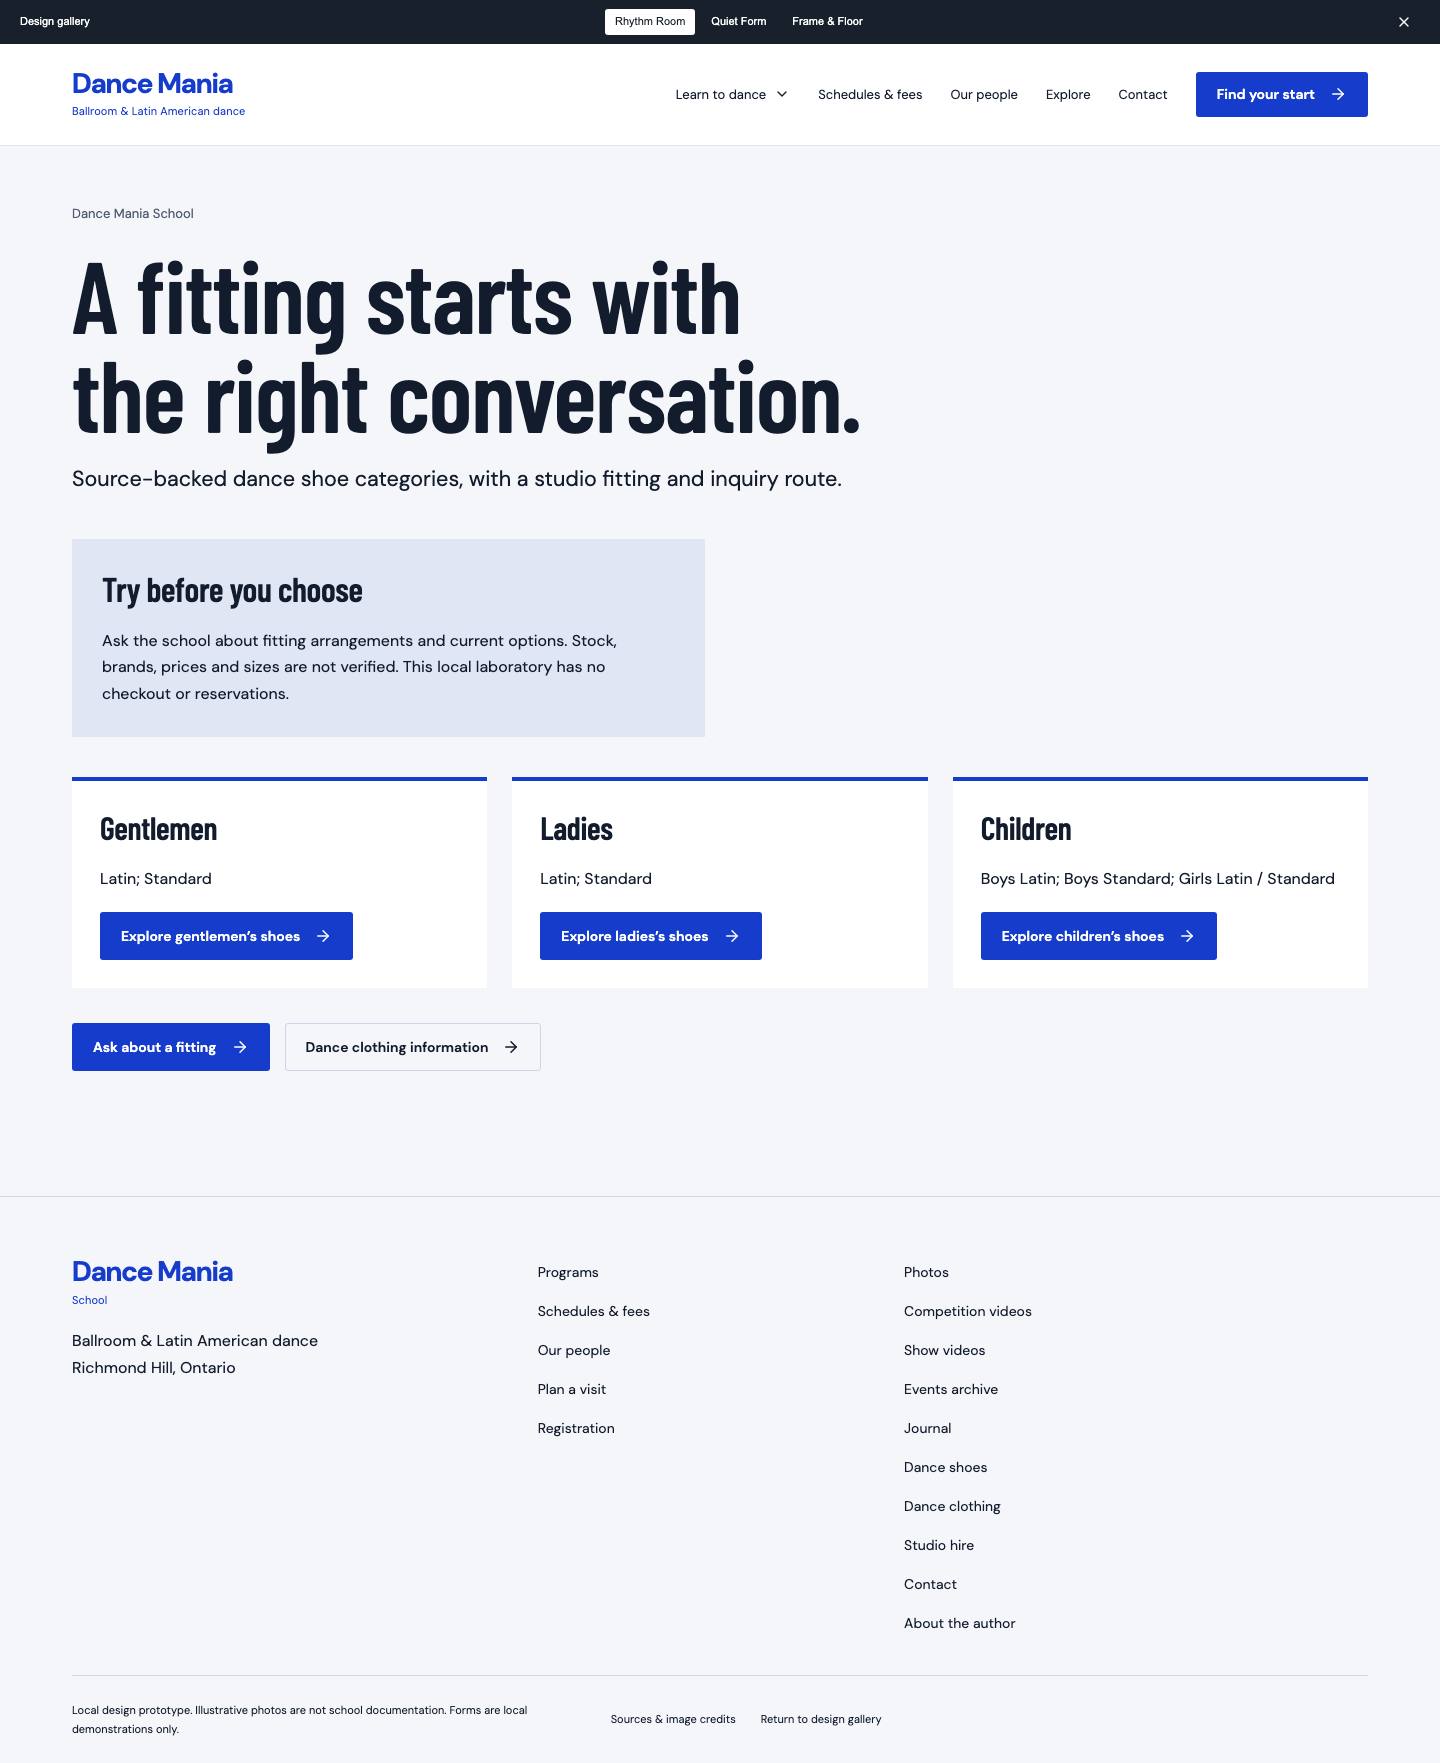 Design gallery
Rhythm Room
Quiet Form
Frame & Floor
Dance Mania
Ballroom & Latin American dance
Learn to dance
Schedules & fees
Our people
Explore
Contact
Find your start
Dance Mania School
A fitting starts with
the right conversation.
Source-backed dance shoe categories, with a studio fitting and inquiry route.
Try before you choose
Ask the school about fitting arrangements and current options. Stock,
brands, prices and sizes are not verified. This local laboratory has no
checkout or reservations.
Gentlemen
Latin; Standard
Explore gentlemen’s shoes
Ladies
Latin; Standard
Explore ladies’s shoes
Children
Boys Latin; Boys Standard; Girls Latin / Standard
Explore children’s shoes
Ask about a fitting
Dance clothing information
Dance Mania
School
Ballroom & Latin American dance
Richmond Hill, Ontario
Programs
Schedules & fees
Our people
Plan a visit
Registration
Photos
Competition videos
Show videos
Events archive
Journal
Dance shoes
Dance clothing
Studio hire
Contact
About the author
Local design prototype. Illustrative photos are not school documentation. Forms are local
demonstrations only.
Sources & image credits
Return to design gallery